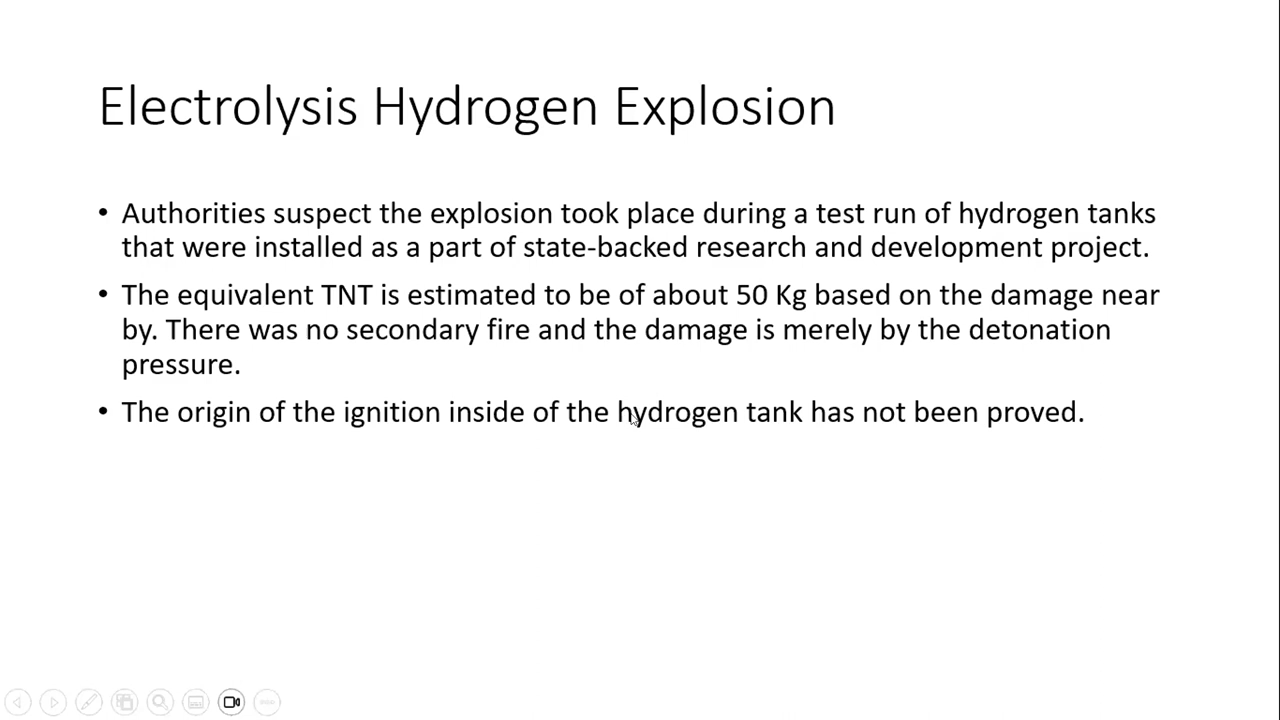 Electrolysis Hydrogen Explosion
• Authorities suspect the explosion took place during a test run of hydrogen tanks
that were installed as a part of state-backed research and development project.
• The equivalent TNT is estimated to be of about 50 Kg based on the damage near
by. There was no secondary fire and the damage is merely by the detonation
pressure.
• The origin of the ignition inside of the hydrogen tank has not been proved.